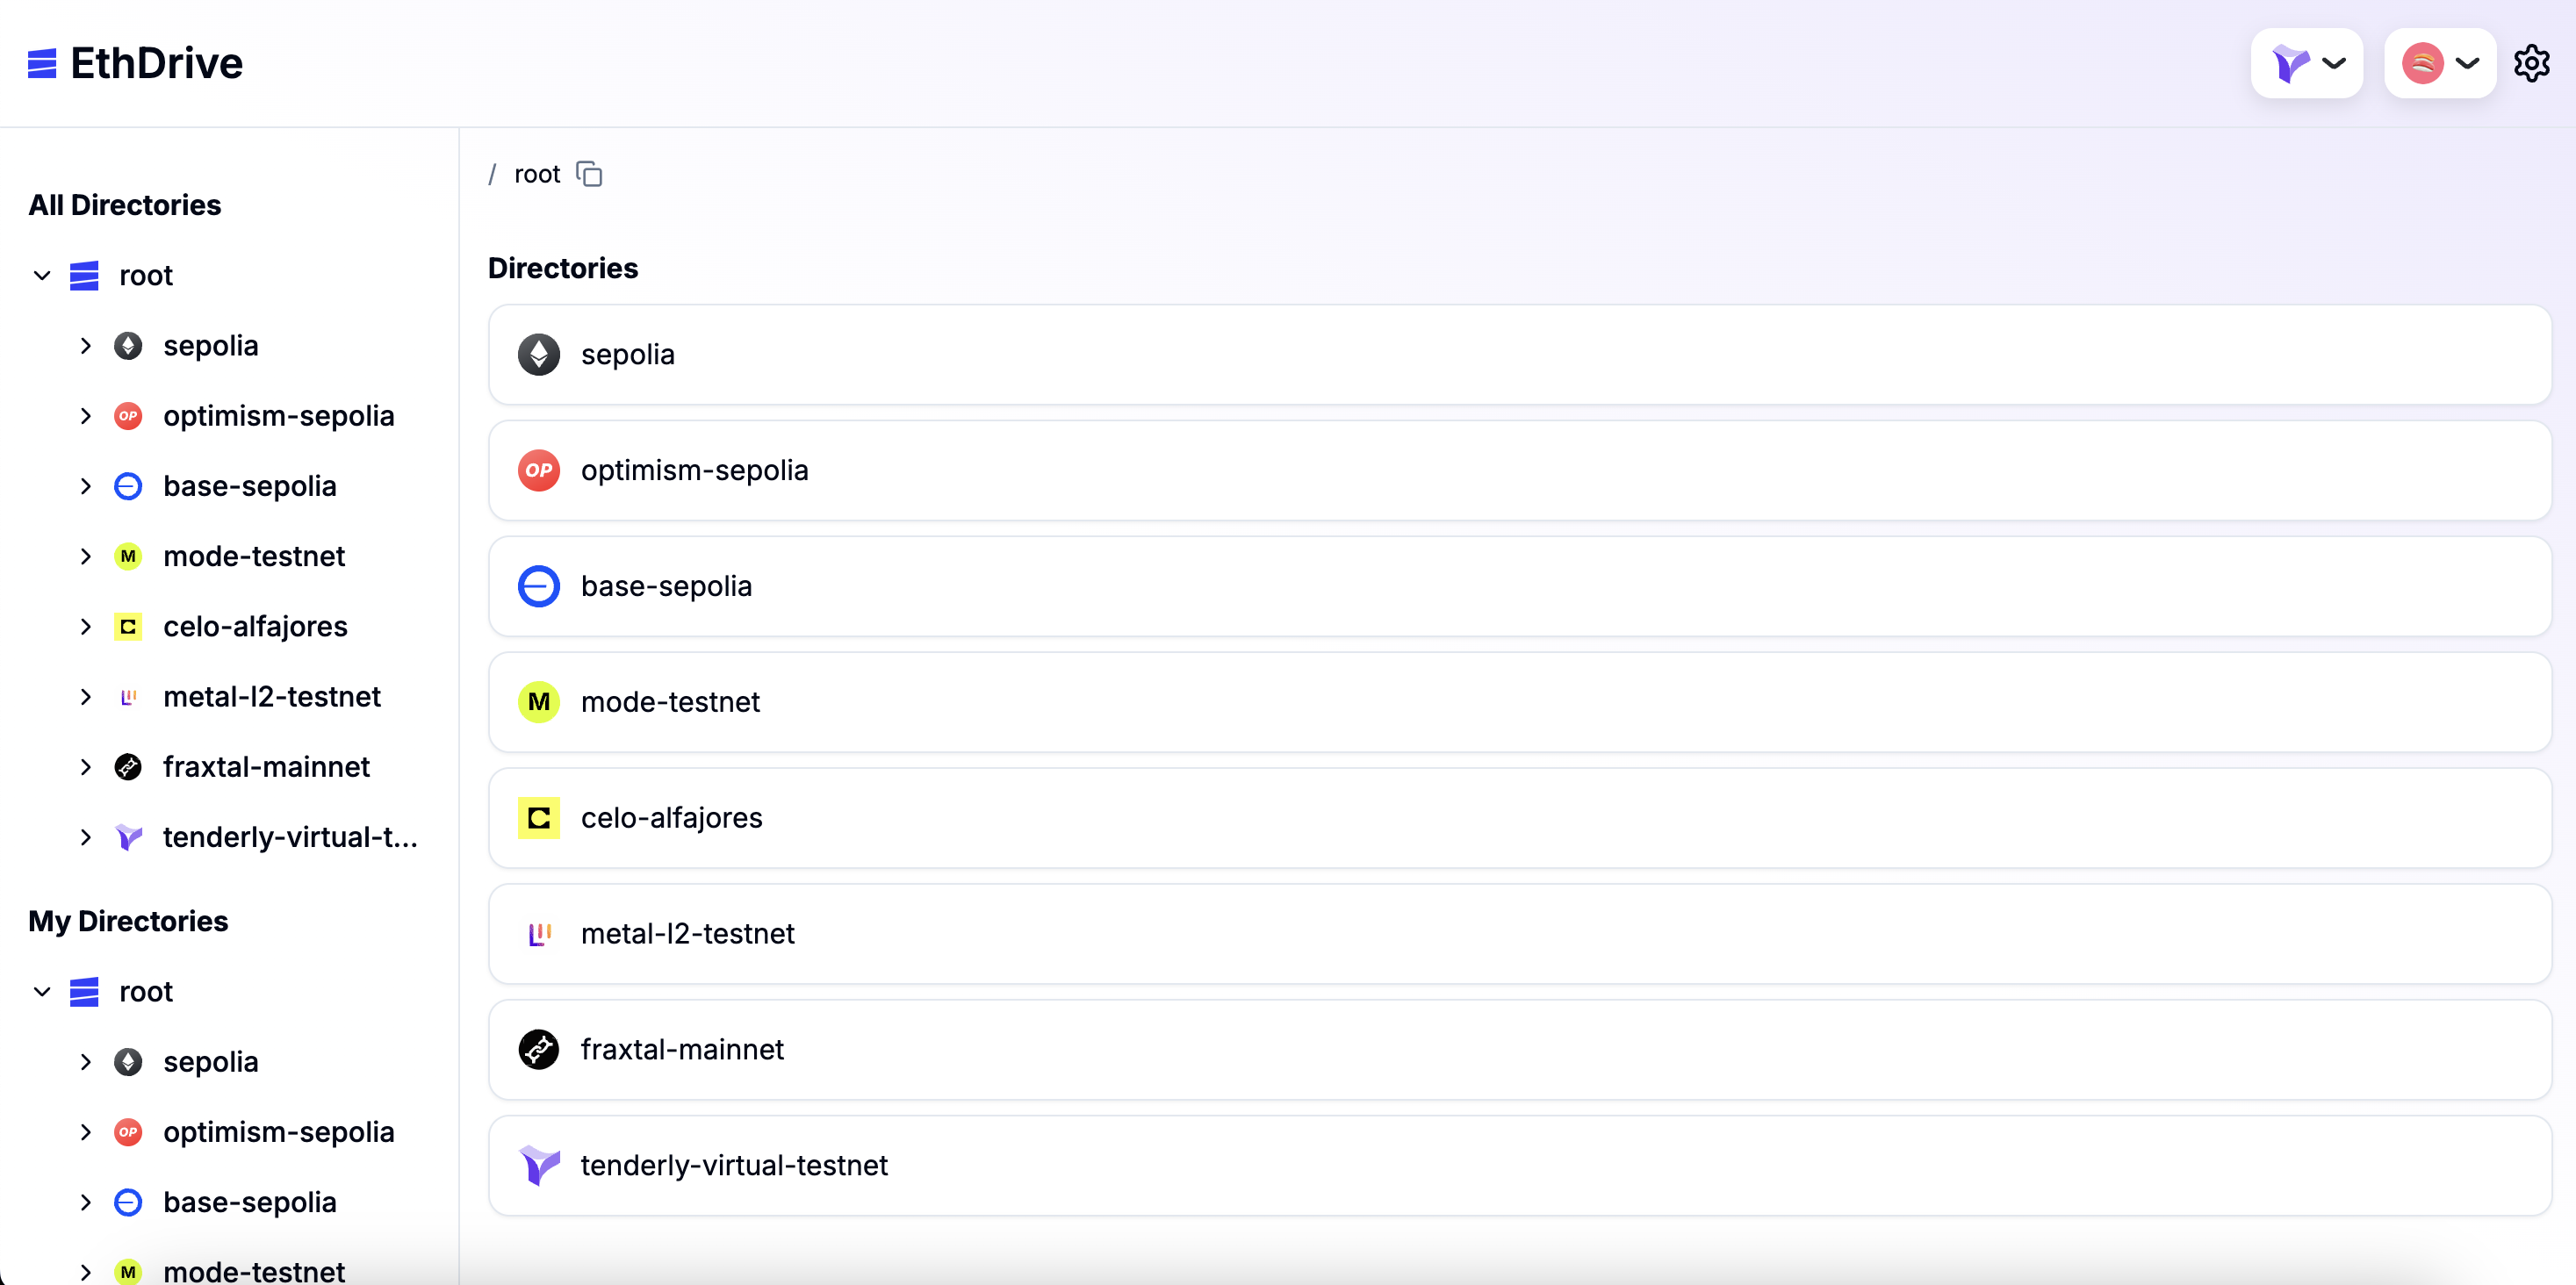 EthDrive
All Directories
root
sepolia
OP optimism-sepolia
base-sepolia
M mode-testnet
celo-alfajores
metal-l2-testnet
fraxtal-mainnet
tenderly-virtual-t...
My Directories
root
sepolia
OP optimism-sepolia
base-sepolia
M mode-testnet
/ root
Directories
sepolia
OP optimism-sepolia
base-sepolia
M mode-testnet
C celo-alfajores
metal-l2-testnet
fraxtal-mainnet
tenderly-virtual-testnet